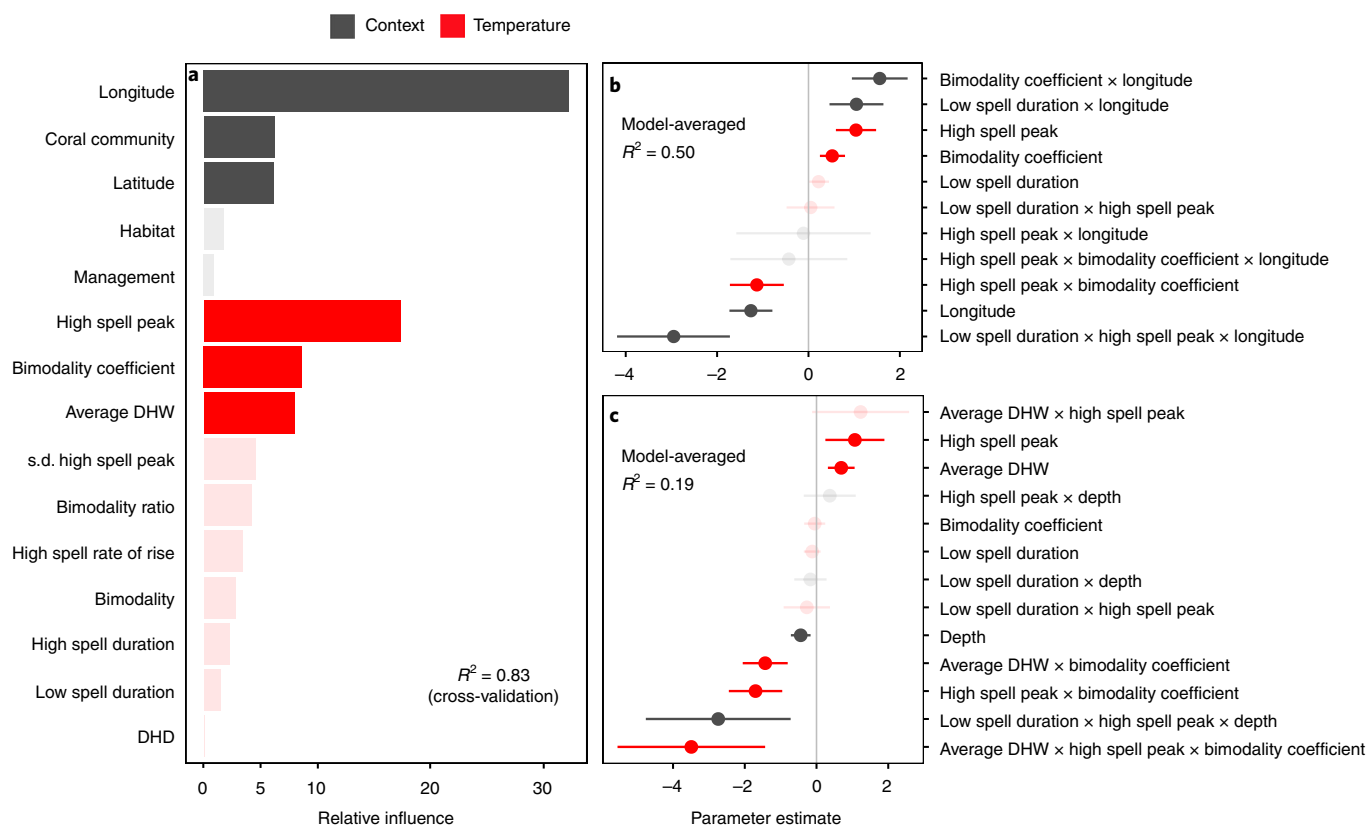 Context
Temperature
a
Longitude
Coral community
Latitude
Habitat
Management
High spell peak
Bimodality coefficient
Average DHW
s.d. high spell peak
Bimodality ratio
High spell rate of rise
Bimodality
High spell duration
Low spell duration
DHD
R² = 0.83
(cross-validation)
0
5
10
20
30
Relative influence
b
Model-averaged
R² = 0.50
Bimodality coefficient × longitude
Low spell duration × longitude
High spell peak
Bimodality coefficient
Low spell duration
Low spell duration × high spell peak
High spell peak × longitude
High spell peak × bimodality coefficient × longitude
High spell peak × bimodality coefficient
Longitude
Low spell duration × high spell peak × longitude
−4
−2
0
2
c
Model-averaged
R² = 0.19
Average DHW × high spell peak
High spell peak
Average DHW
High spell peak × depth
Bimodality coefficient
Low spell duration
Low spell duration × depth
Low spell duration × high spell peak
Depth
Average DHW × bimodality coefficient
High spell peak × bimodality coefficient
Low spell duration × high spell peak × depth
Average DHW × high spell peak × bimodality coefficient
−4
−2
0
2
Parameter estimate